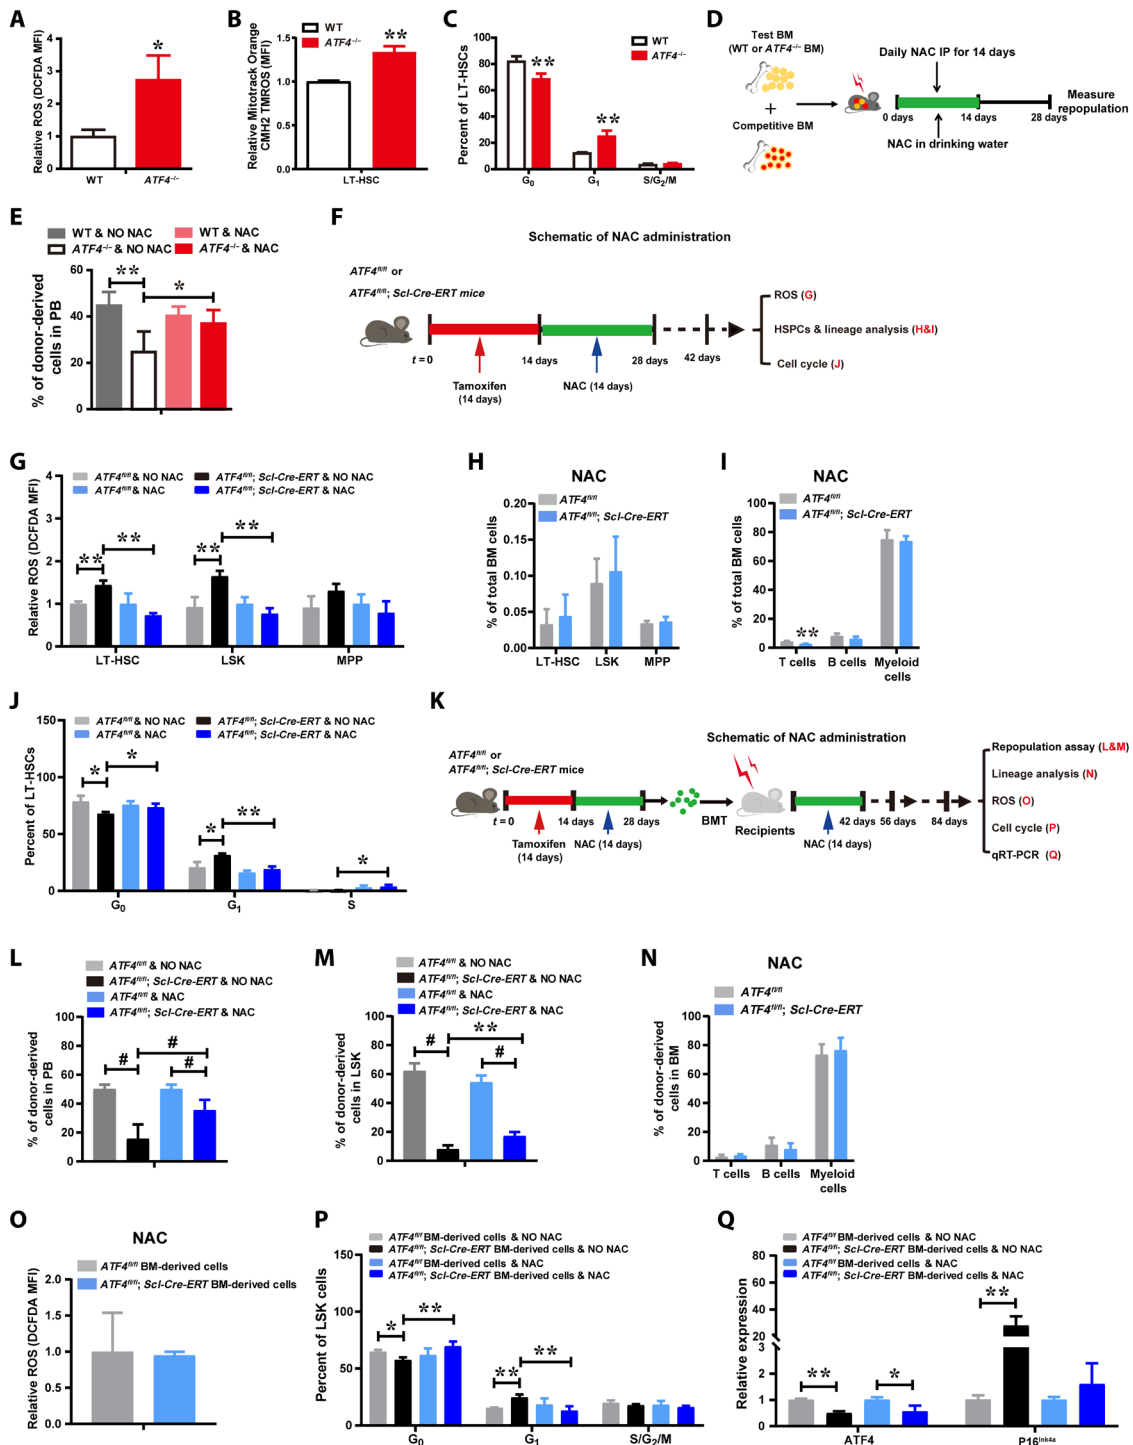 A
Relative ROS (DCFDA MFI)
4
3
2
1
0
*
WT
ATF4⁻/⁻
B
WT
ATF4⁻/⁻
Relative Mitotrack Orange
CMH2 TMROS (MFI)
1.5
1.0
0.5
0.0
**
LT-HSC
C
WT
ATF4⁻/⁻
Percent of LT-HSCs
100
80
60
40
20
0
**
**
G₀
G₁
S/G₂/M
D
Test BM
(WT or ATF4⁻/⁻ BM)
+
Competitive BM
Daily NAC IP for 14 days
0 days
14 days
28 days
Measure
repopulation
NAC in drinking water
E
WT & NO NAC
WT & NAC
ATF4⁻/⁻ & NO NAC
ATF4⁻/⁻ & NAC
% of donor-derived
cells in PB
60
40
20
0
**
*
F
Schematic of NAC administration
ATF4fl/fl or
ATF4fl/fl; Scl-Cre-ERT mice
t = 0
14 days
28 days
42 days
Tamoxifen
(14 days)
NAC (14 days)
ROS (G)
HSPCs & lineage analysis (H&I)
Cell cycle (J)
G
ATF4fl/fl & NO NAC
ATF4fl/fl; Scl-Cre-ERT & NO NAC
ATF4fl/fl & NAC
ATF4fl/fl; Scl-Cre-ERT & NAC
Relative ROS (DCFDA MFI)
4
3
2
1
0
**
**
**
**
LT-HSC
LSK
MPP
H
NAC
ATF4fl/fl
ATF4fl/fl; Scl-Cre-ERT
% of total BM cells
0.20
0.15
0.10
0.05
0.00
LT-HSC
LSK
MPP
I
NAC
ATF4fl/fl
ATF4fl/fl; Scl-Cre-ERT
% of total BM cells
100
80
60
40
20
0
**
T cells
B cells
Myeloid
cells
J
ATF4fl/fl & NO NAC
ATF4fl/fl; Scl-Cre-ERT & NO NAC
ATF4fl/fl & NAC
ATF4fl/fl; Scl-Cre-ERT & NAC
Percent of LT-HSCs
150
100
50
0
*
*
*
**
*
G₀
G₁
S
K
Schematic of NAC administration
ATF4fl/fl or
ATF4fl/fl; Scl-Cre-ERT mice
t = 0
14 days
28 days
Tamoxifen
(14 days)
NAC (14 days)
BMT
Recipients
42 days
56 days
84 days
NAC (14 days)
Repopulation assay (L&M)
Lineage analysis (N)
ROS (O)
Cell cycle (P)
qRT-PCR (Q)
L
ATF4fl/fl & NO NAC
ATF4fl/fl; Scl-Cre-ERT & NO NAC
ATF4fl/fl & NAC
ATF4fl/fl; Scl-Cre-ERT & NAC
% of donor-derived
cells in PB
100
80
60
40
20
0
#
#
#
M
ATF4fl/fl & NO NAC
ATF4fl/fl; Scl-Cre-ERT & NO NAC
ATF4fl/fl & NAC
ATF4fl/fl; Scl-Cre-ERT & NAC
% of donor-derived
cells in LSK
100
80
60
40
20
0
#
**
#
N
NAC
ATF4fl/fl
ATF4fl/fl; Scl-Cre-ERT
% of donor-derived
cells in BM
100
80
60
40
20
0
T cells
B cells
Myeloid
cells
O
NAC
ATF4fl/fl BM-derived cells
ATF4fl/fl; Scl-Cre-ERT BM-derived cells
Relative ROS (DCFDA MFI)
2.0
1.5
1.0
0.5
0.0
P
ATF4fl/fl BM-derived cells & NO NAC
ATF4fl/fl; Scl-Cre-ERT BM-derived cells & NO NAC
ATF4fl/fl BM-derived cells & NAC
ATF4fl/fl; Scl-Cre-ERT BM-derived cells & NAC
Percent of LSK cells
150
100
50
0
*
**
**
**
G₀
G₁
S/G₂/M
Q
ATF4fl/fl BM-derived cells & NO NAC
ATF4fl/fl; Scl-Cre-ERT BM-derived cells & NO NAC
ATF4fl/fl BM-derived cells & NAC
ATF4fl/fl; Scl-Cre-ERT BM-derived cells & NAC
Relative expression
80
60
40
20
3
2
1
0
**
*
**
ATF4
P16Ink4a